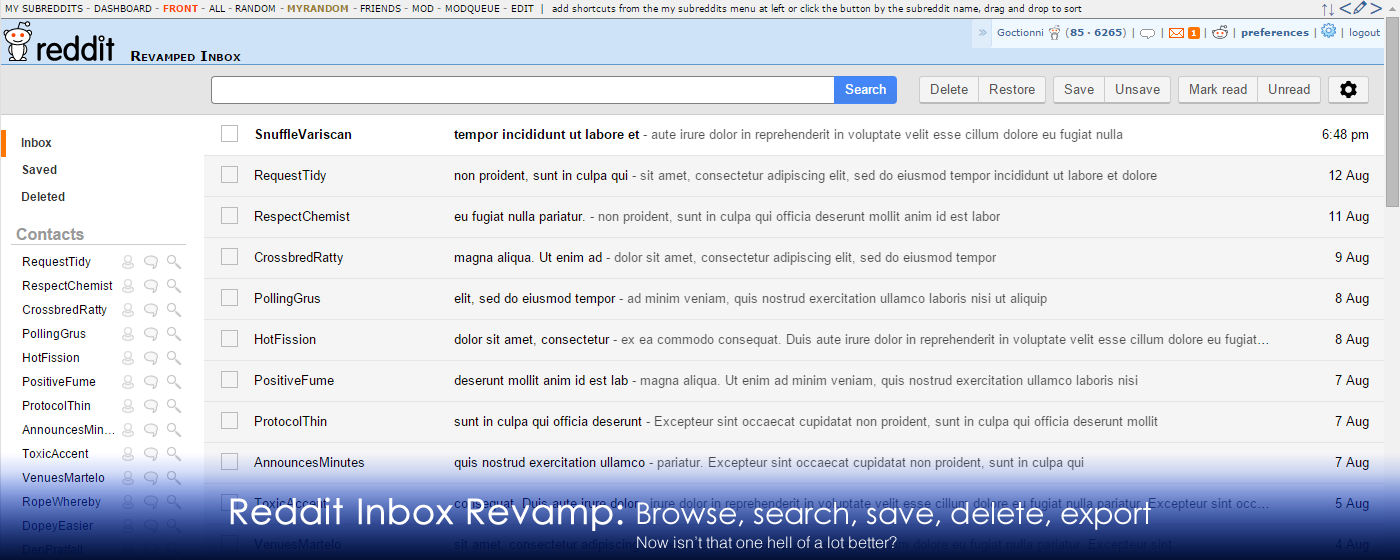 MY SUBREDDITS - DASHBOARD - FRONT - ALL - RANDOM - MYRANDOM - FRIENDS - MOD - MODQUEUE - EDIT | add shortcuts from the my subreddits menu at left or click the button by the subreddit name, drag and drop to sort
reddit REVAMPED INBOX
» Goctionni (85 · 6265) | | 1 | | preferences | | logout
Search Delete Restore Save Unsave Mark read Unread
Inbox
Saved
Deleted
Contacts
RequestTidy
RespectChemist
CrossbredRatty
PollingGrus
HotFission
PositiveFume
ProtocolThin
AnnouncesMin...
ToxicAccent
VenuesMartelo
RopeWhereby
DopeyEasier
DenPrattall
SnuffleVariscan tempor incididunt ut labore et - aute irure dolor in reprehenderit in voluptate velit esse cillum dolore eu fugiat nulla 6:48 pm
RequestTidy non proident, sunt in culpa qui - sit amet, consectetur adipiscing elit, sed do eiusmod tempor incididunt ut labore et dolore 12 Aug
RespectChemist eu fugiat nulla pariatur. - non proident, sunt in culpa qui officia deserunt mollit anim id est labor 11 Aug
CrossbredRatty magna aliqua. Ut enim ad - dolor sit amet, consectetur adipiscing elit, sed do eiusmod tempor 9 Aug
PollingGrus elit, sed do eiusmod tempor - ad minim veniam, quis nostrud exercitation ullamco laboris nisi ut aliquip 8 Aug
HotFission dolor sit amet, consectetur - ex ea commodo consequat. Duis aute irure dolor in reprehenderit in voluptate velit esse cillum dolore eu fugiat... 8 Aug
PositiveFume deserunt mollit anim id est lab - magna aliqua. Ut enim ad minim veniam, quis nostrud exercitation ullamco laboris nisi 7 Aug
ProtocolThin sunt in culpa qui officia deserunt - Excepteur sint occaecat cupidatat non proident, sunt in culpa qui officia deserunt mollit 7 Aug
AnnouncesMinutes quis nostrud exercitation ullamco - pariatur. Excepteur sint occaecat cupidatat non proident, sunt in culpa qui 7 Aug
ToxicAccent consequat. Duis aute irure dolor - irure dolor in reprehenderit in voluptate velit esse cillum dolore eu fugiat nulla pariatur. Excepteur sint occ... 5 Aug
Reddit Inbox Revamp: Browse, search, save, delete, export
VenuesMartelo dolor sit amet, consectetur adipiscing
Now isn't that one hell of a lot better?